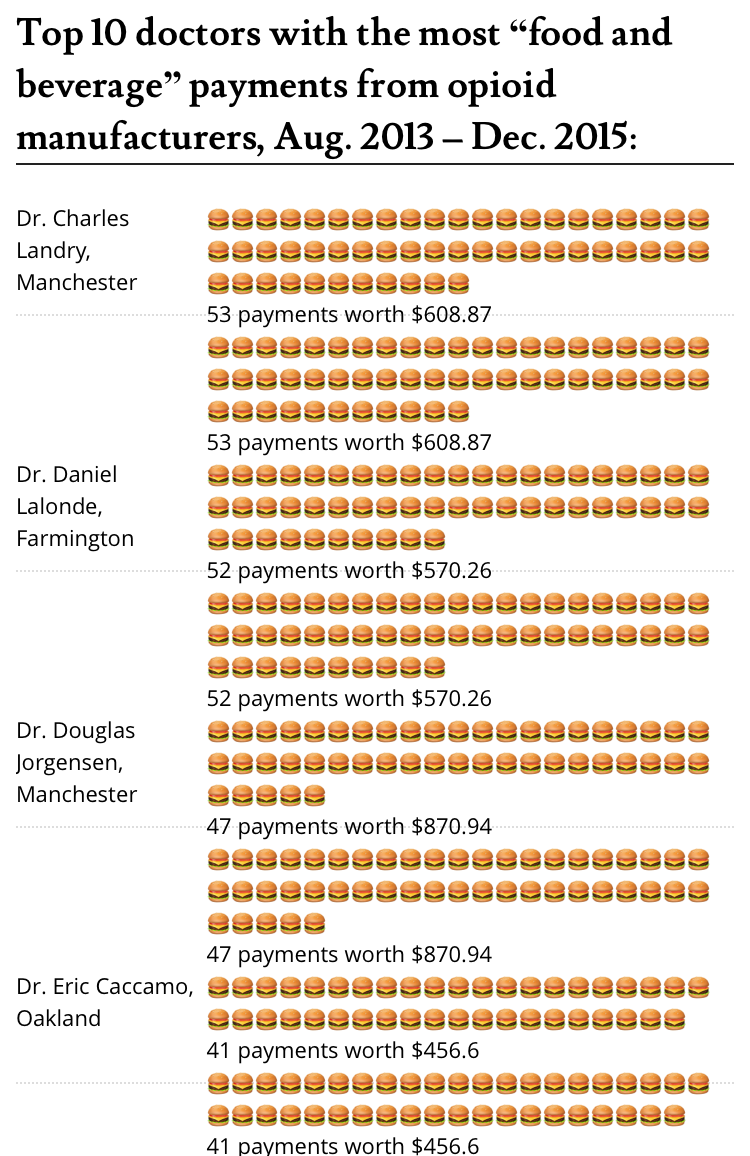 Top 10 doctors with the most “food and
beverage” payments from opioid
manufacturers, Aug. 2013 – Dec. 2015:
Dr. Charles
Landry,
Manchester
53 payments worth $608.87
53 payments worth $608.87
Dr. Daniel
Lalonde,
Farmington
52 payments worth $570.26
52 payments worth $570.26
Dr. Douglas
Jorgensen,
Manchester
47 payments worth $870.94
47 payments worth $870.94
Dr. Eric Caccamo,
Oakland
41 payments worth $456.6
41 payments worth $456.6